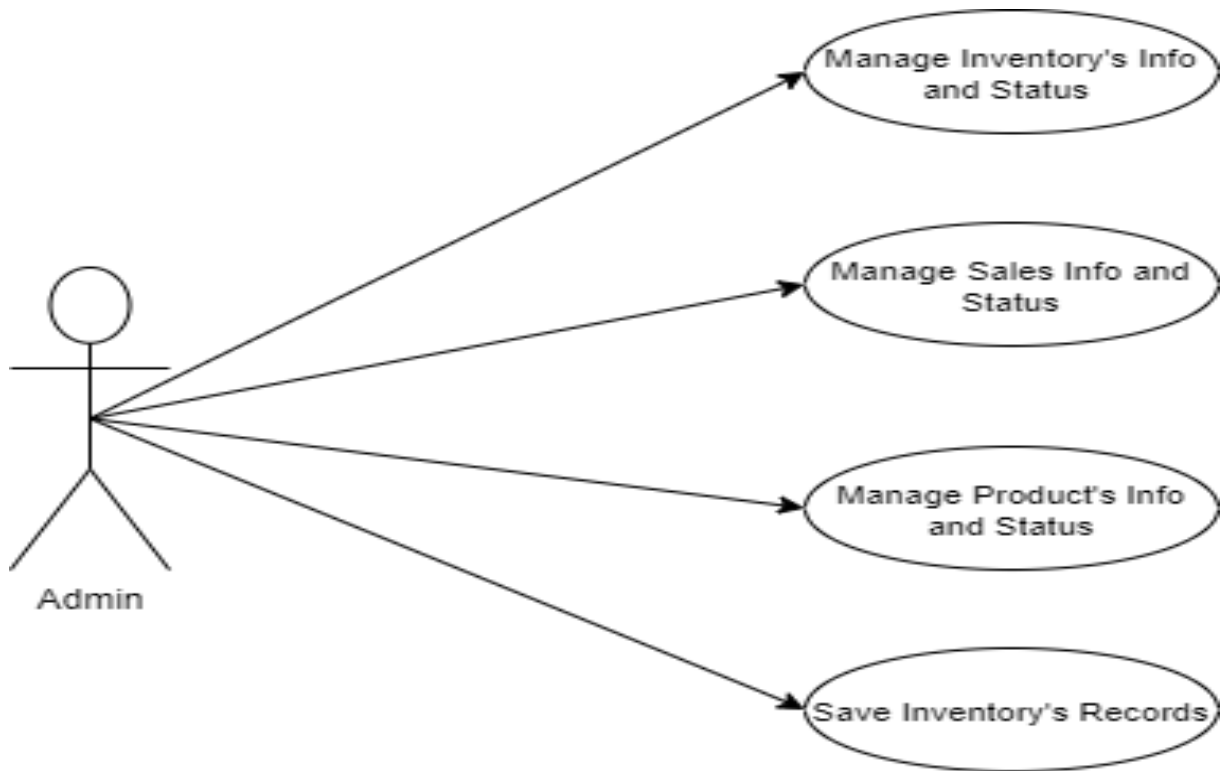 Manage Inventory's Info
and Status
Manage Sales Info and
Status
Manage Product's Info
and Status
Admin
Save Inventory's Records